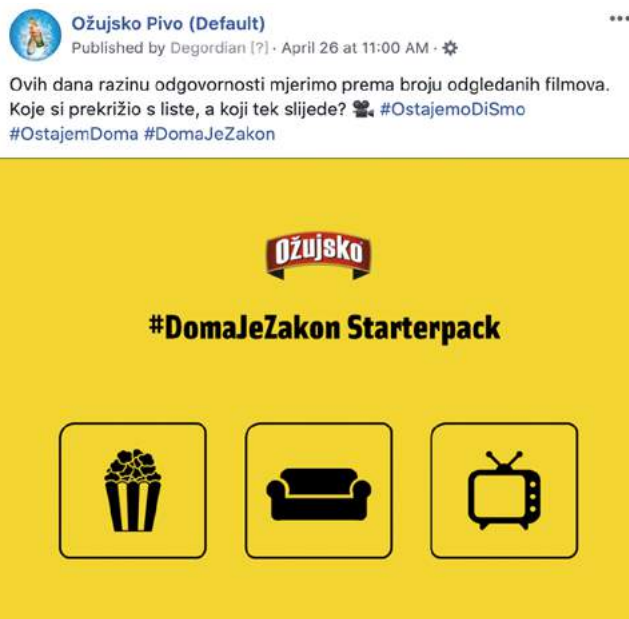 Ožujsko Pivo (Default)
Published by Degordian [?] · April 26 at 11:00 AM ·
Ovih dana razinu odgovornosti mjerimo prema broju odgledanih filmova.
Koje si prekrižio s liste, a koji tek slijede? 🎥 #OstajemoDiSmo
#OstajemDoma #DomaJeZakon
Ožujsko
#DomaJeZakon Starterpack